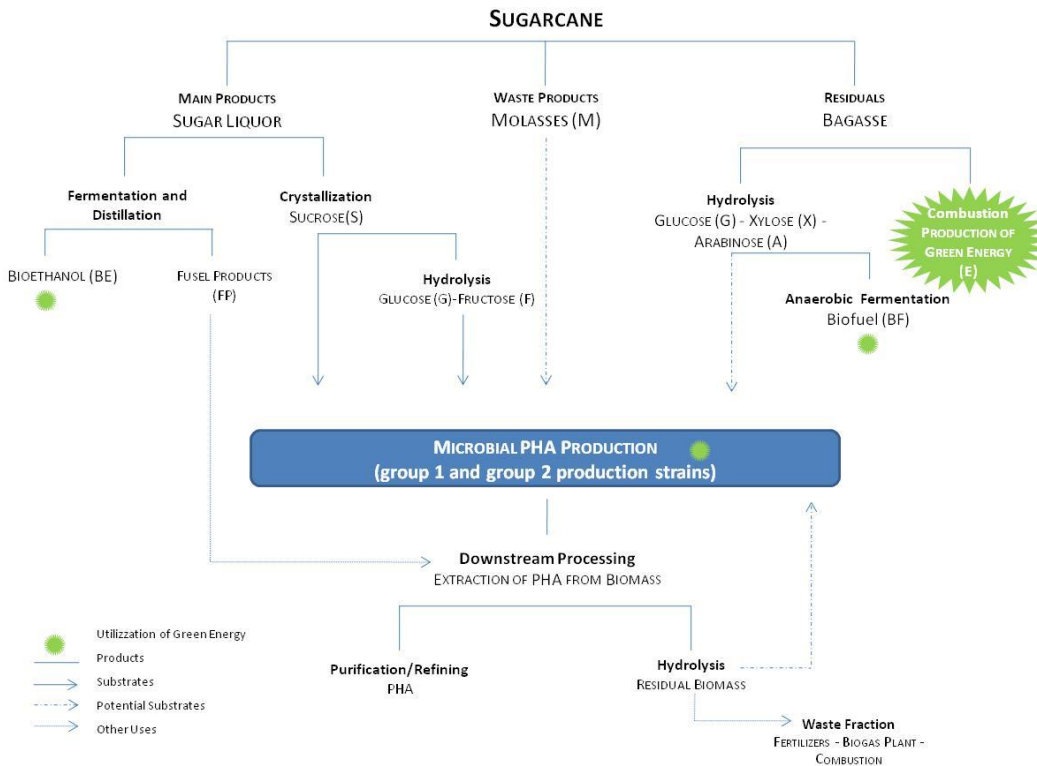 SUGARCANE
MAIN PRODUCTS
SUGAR LIQUOR
WASTE PRODUCTS
MOLASSES (M)
RESIDUALS
BAGASSE
Fermentation and
Distillation
Crystallization
SUCROSE(S)
Hydrolysis
GLUCOSE (G) - XYLOSE (X) -
ARABINOSE (A)
Combustion
PRODUCTION OF
GREEN ENERGY
(E)
BIOETHANOL (BE)
FUSEL PRODUCTS
(FP)
Hydrolysis
GLUCOSE (G)-FRUCTOSE (F)
Anaerobic Fermentation
Biofuel (BF)
MICROBIAL PHA PRODUCTION
(group 1 and group 2 production strains)
Downstream Processing
EXTRACTION OF PHA FROM BIOMASS
Purification/Refining
PHA
Hydrolysis
RESIDUAL BIOMASS
Waste Fraction
FERTILIZERS - BIOGAS PLANT -
COMBUSTION
Utilization of Green Energy
Products
Substrates
Potential Substrates
Other Uses